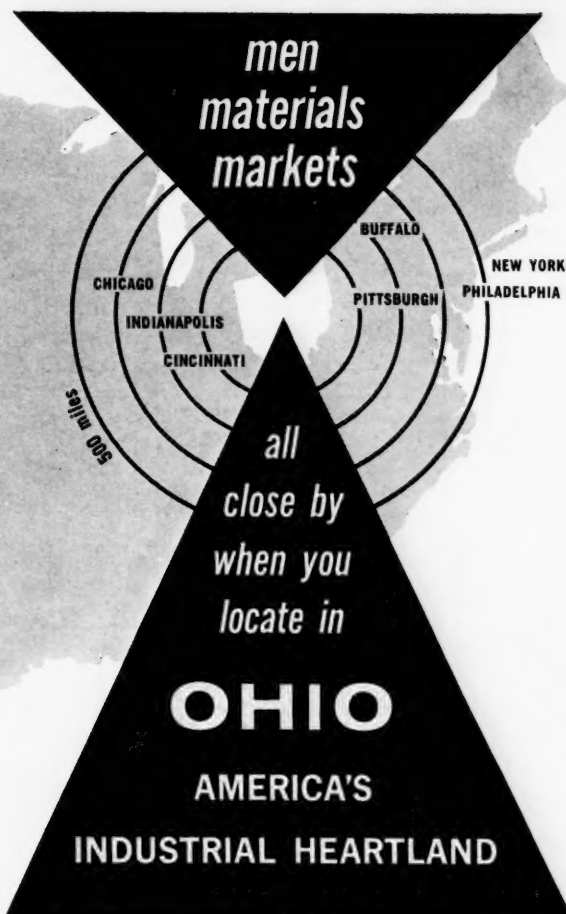 men
materials
markets
BUFFALO
NEW YORK
CHICAGO
PITTSBURGH
PHILADELPHIA
INDIANAPOLIS
CINCINNATI
500 miles
all
close by
when you
locate in
OHIO
AMERICA'S
INDUSTRIAL HEARTLAND